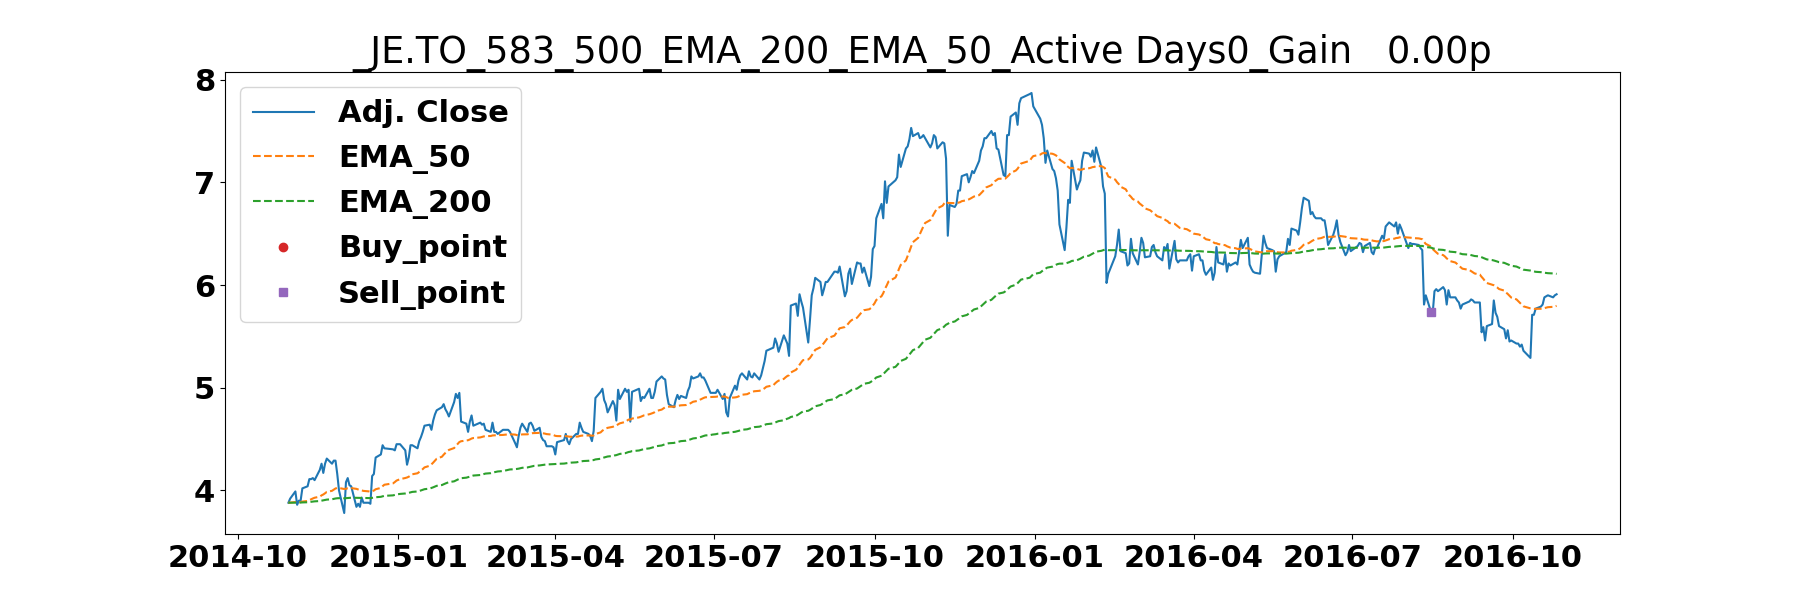 _JE.TO_583_500_EMA_200_EMA_50_Active Days0_Gain   0.00p
8
7
6
5
4
Adj. Close
EMA_50
EMA_200
Buy_point
Sell_point
2014-10 2015-01 2015-04 2015-07 2015-10 2016-01 2016-04 2016-07 2016-10